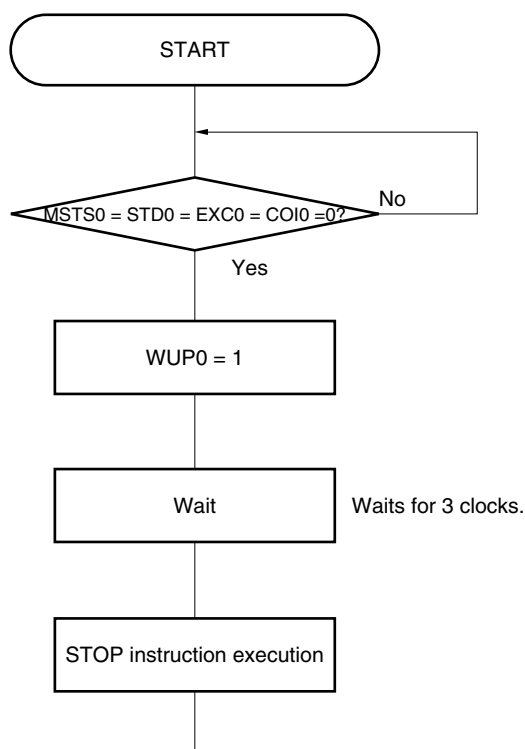 START
No
MSTS0 = STD0 = EXC0 = COI0 =0?
Yes
WUP0 = 1
Wait
Waits for 3 clocks.
STOP instruction execution